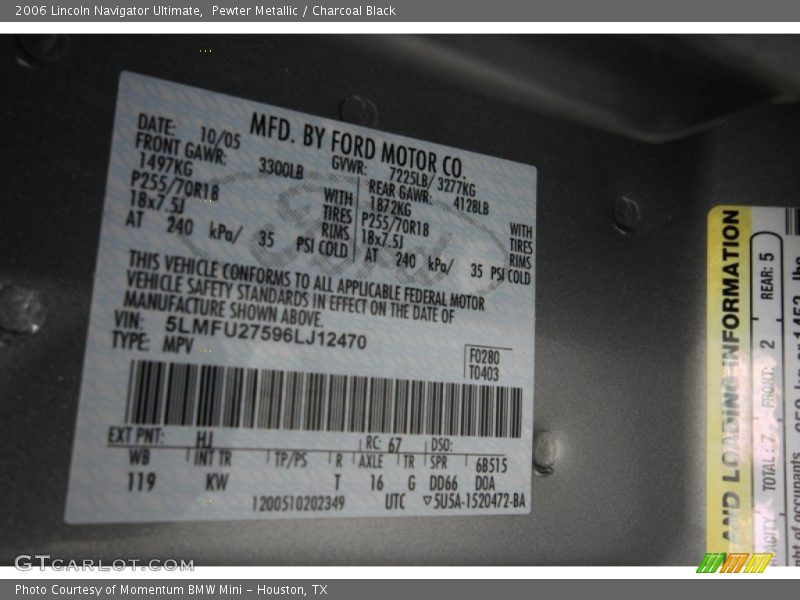 2006 Lincoln Navigator Ultimate,  Pewter Metallic / Charcoal Black
MFD. BY FORD MOTOR CO.
DATE: 10/05 GVWR: 7225LB/ 3277KG
FRONT GAWR: 3300LB REAR GAWR: 4128LB
1497KG WITH 1872KG WITH
P255/70R18 TIRES P255/70R18 TIRES
18x7.5J RIMS 18x7.5J RIMS
AT 240 kPa/ 35 PSI COLD AT 240 kPa/ 35 PSI COLD
THIS VEHICLE CONFORMS TO ALL APPLICABLE FEDERAL MOTOR
VEHICLE SAFETY STANDARDS IN EFFECT ON THE DATE OF
MANUFACTURE SHOWN ABOVE.
VIN: 5LMFU27596LJ12470
TYPE: MPV
F0280
T0403
EXT PNT: HJ RC: 67 DSO:
WB INT TR TP/PS R AXLE TR SPR 6B515
119 KW T 16 G DD66 DOA
1200510202349 UTC ▽5U5A-1520472-BA
Ford
AND LOADING INFORMATION
TOTAL: 7 FRONT: 2 REAR: 5
GTCarLot.com
Photo Courtesy of Momentum BMW Mini - Houston, TX